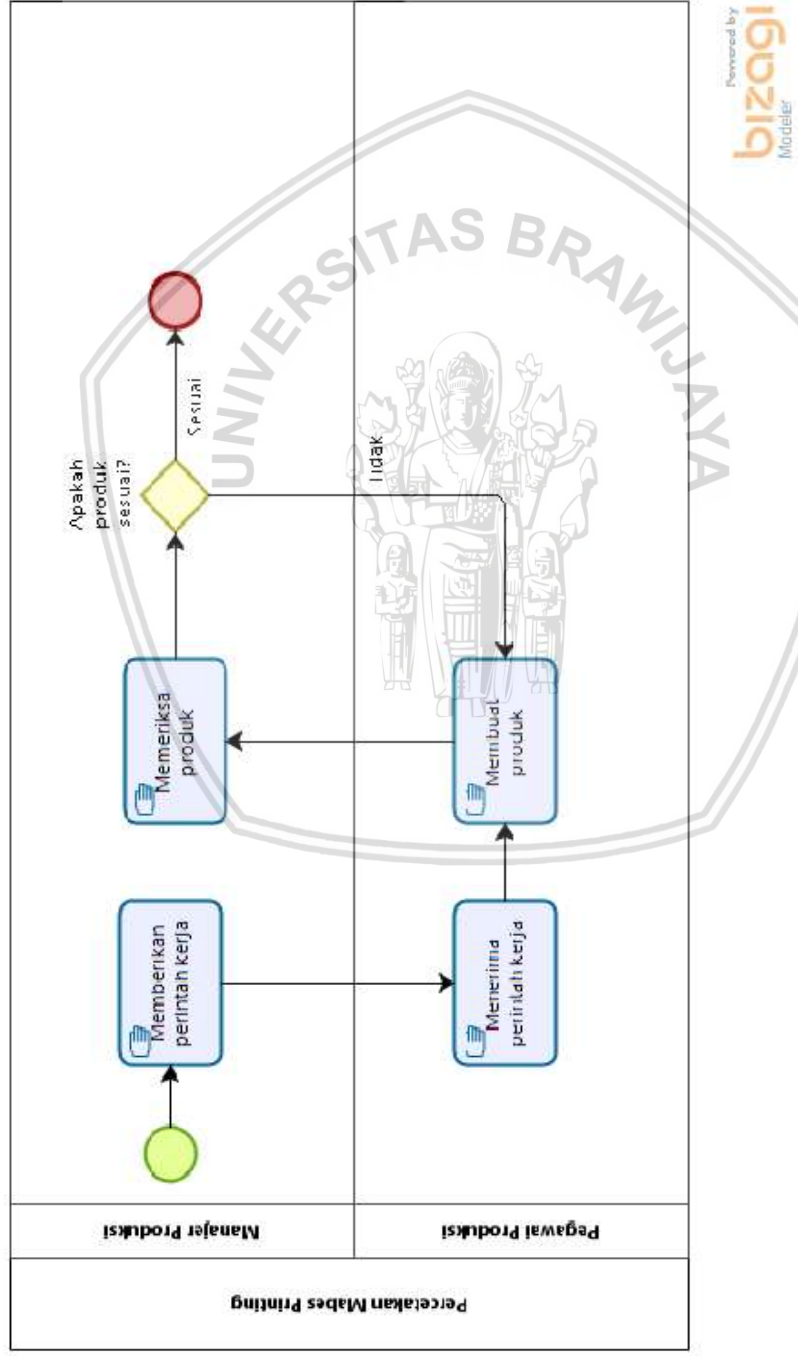 Percetakan Mabes Printing
Manajer Produksi
Pegawai Produksi
Memberikan
perintah kerja
Menerima
perintah kerja
Membuat
produk
Memeriksa
produk
Apakah
produk
sesuai?
Sesuai
Tidak
UNIVERSITAS BRAWIJAYA
Powered by
bizagi
Modeler